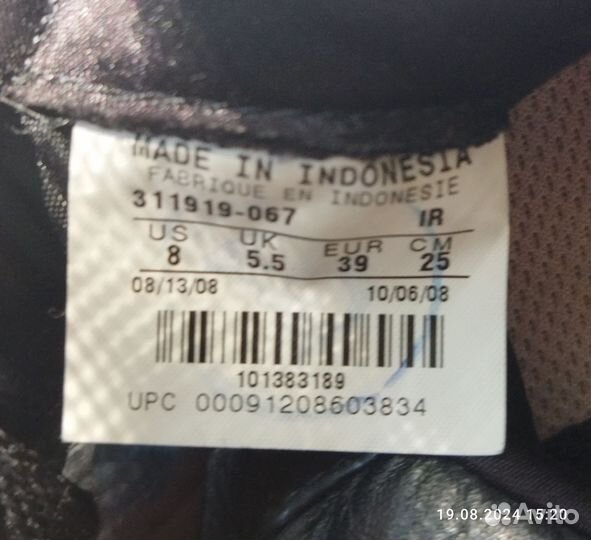 MADE IN INDONESIA
FABRIQUE EN INDONESIE
311919-067 IR
US UK EUR CM
8 5.5 39 25
08/13/08 10/06/08
101383189
UPC 00091208603834
19.08.2024 15:20
Avito